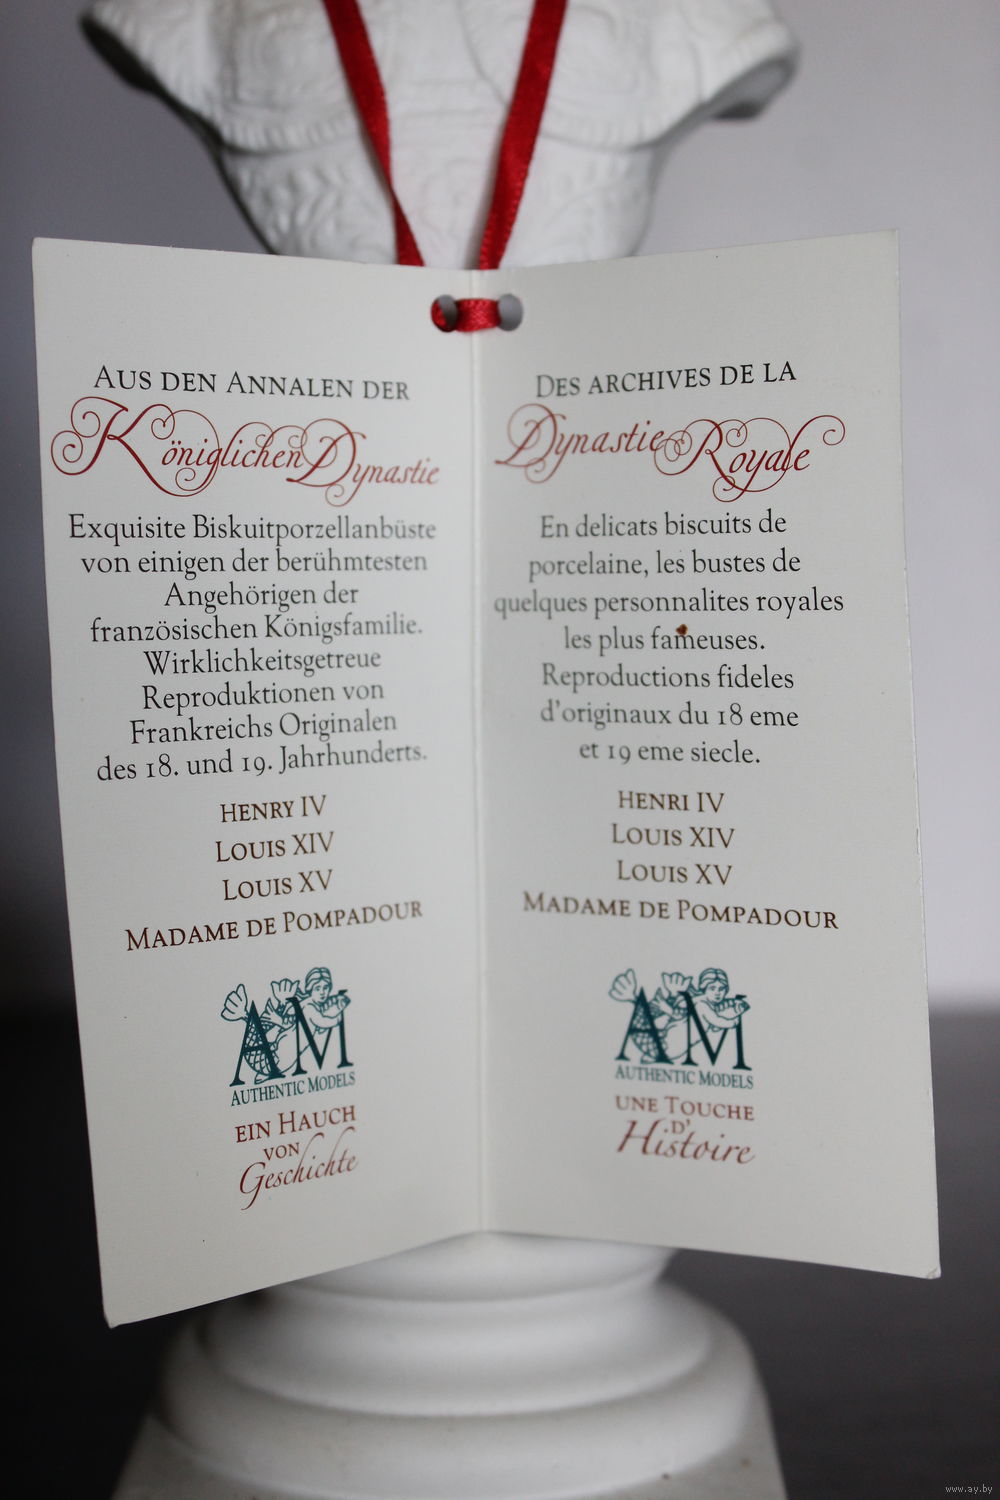 Aus den Annalen der
Königlichen Dynastie
Exquisite Biskuitporzellanbüste
von einigen der berühmtesten
Angehörigen der
französischen Königsfamilie.
Wirklichkeitsgetreue
Reproduktionen von
Frankreichs Originalen
des 18. und 19. Jahrhunderts.
Henry IV
Louis XIV
Louis XV
Madame de Pompadour
AM
Authentic Models
ein Hauch
von
Geschichte
Des archives de la
Dynastie Royale
En delicats biscuits de
porcelaine, les bustes de
quelques personnalites royales
les plus fameuses.
Reproductions fideles
d'originaux du 18 eme
et 19 eme siecle.
Henri IV
Louis XIV
Louis XV
Madame de Pompadour
AM
Authentic Models
une Touche
d'
Histoire
www.ay.by